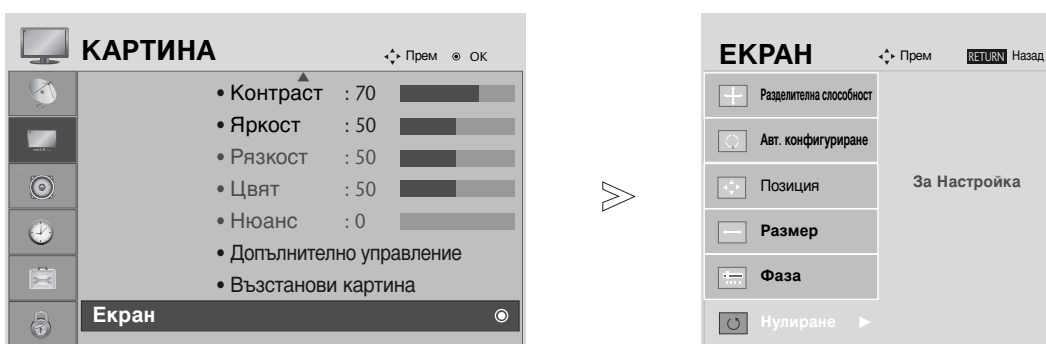 КАРТИНА
Прем OK
• Контраст : 70
• Яркост : 50
• Рязкост : 50
• Цвят : 50
• Нюанс : 0
• Допълнително управление
• Възстанови картина
Екран
ЕКРАН
Прем RETURN Назад
Разделителна способност
Авт. конфигуриране
Позиция
Размер
Фаза
Нулиране
За Настройка